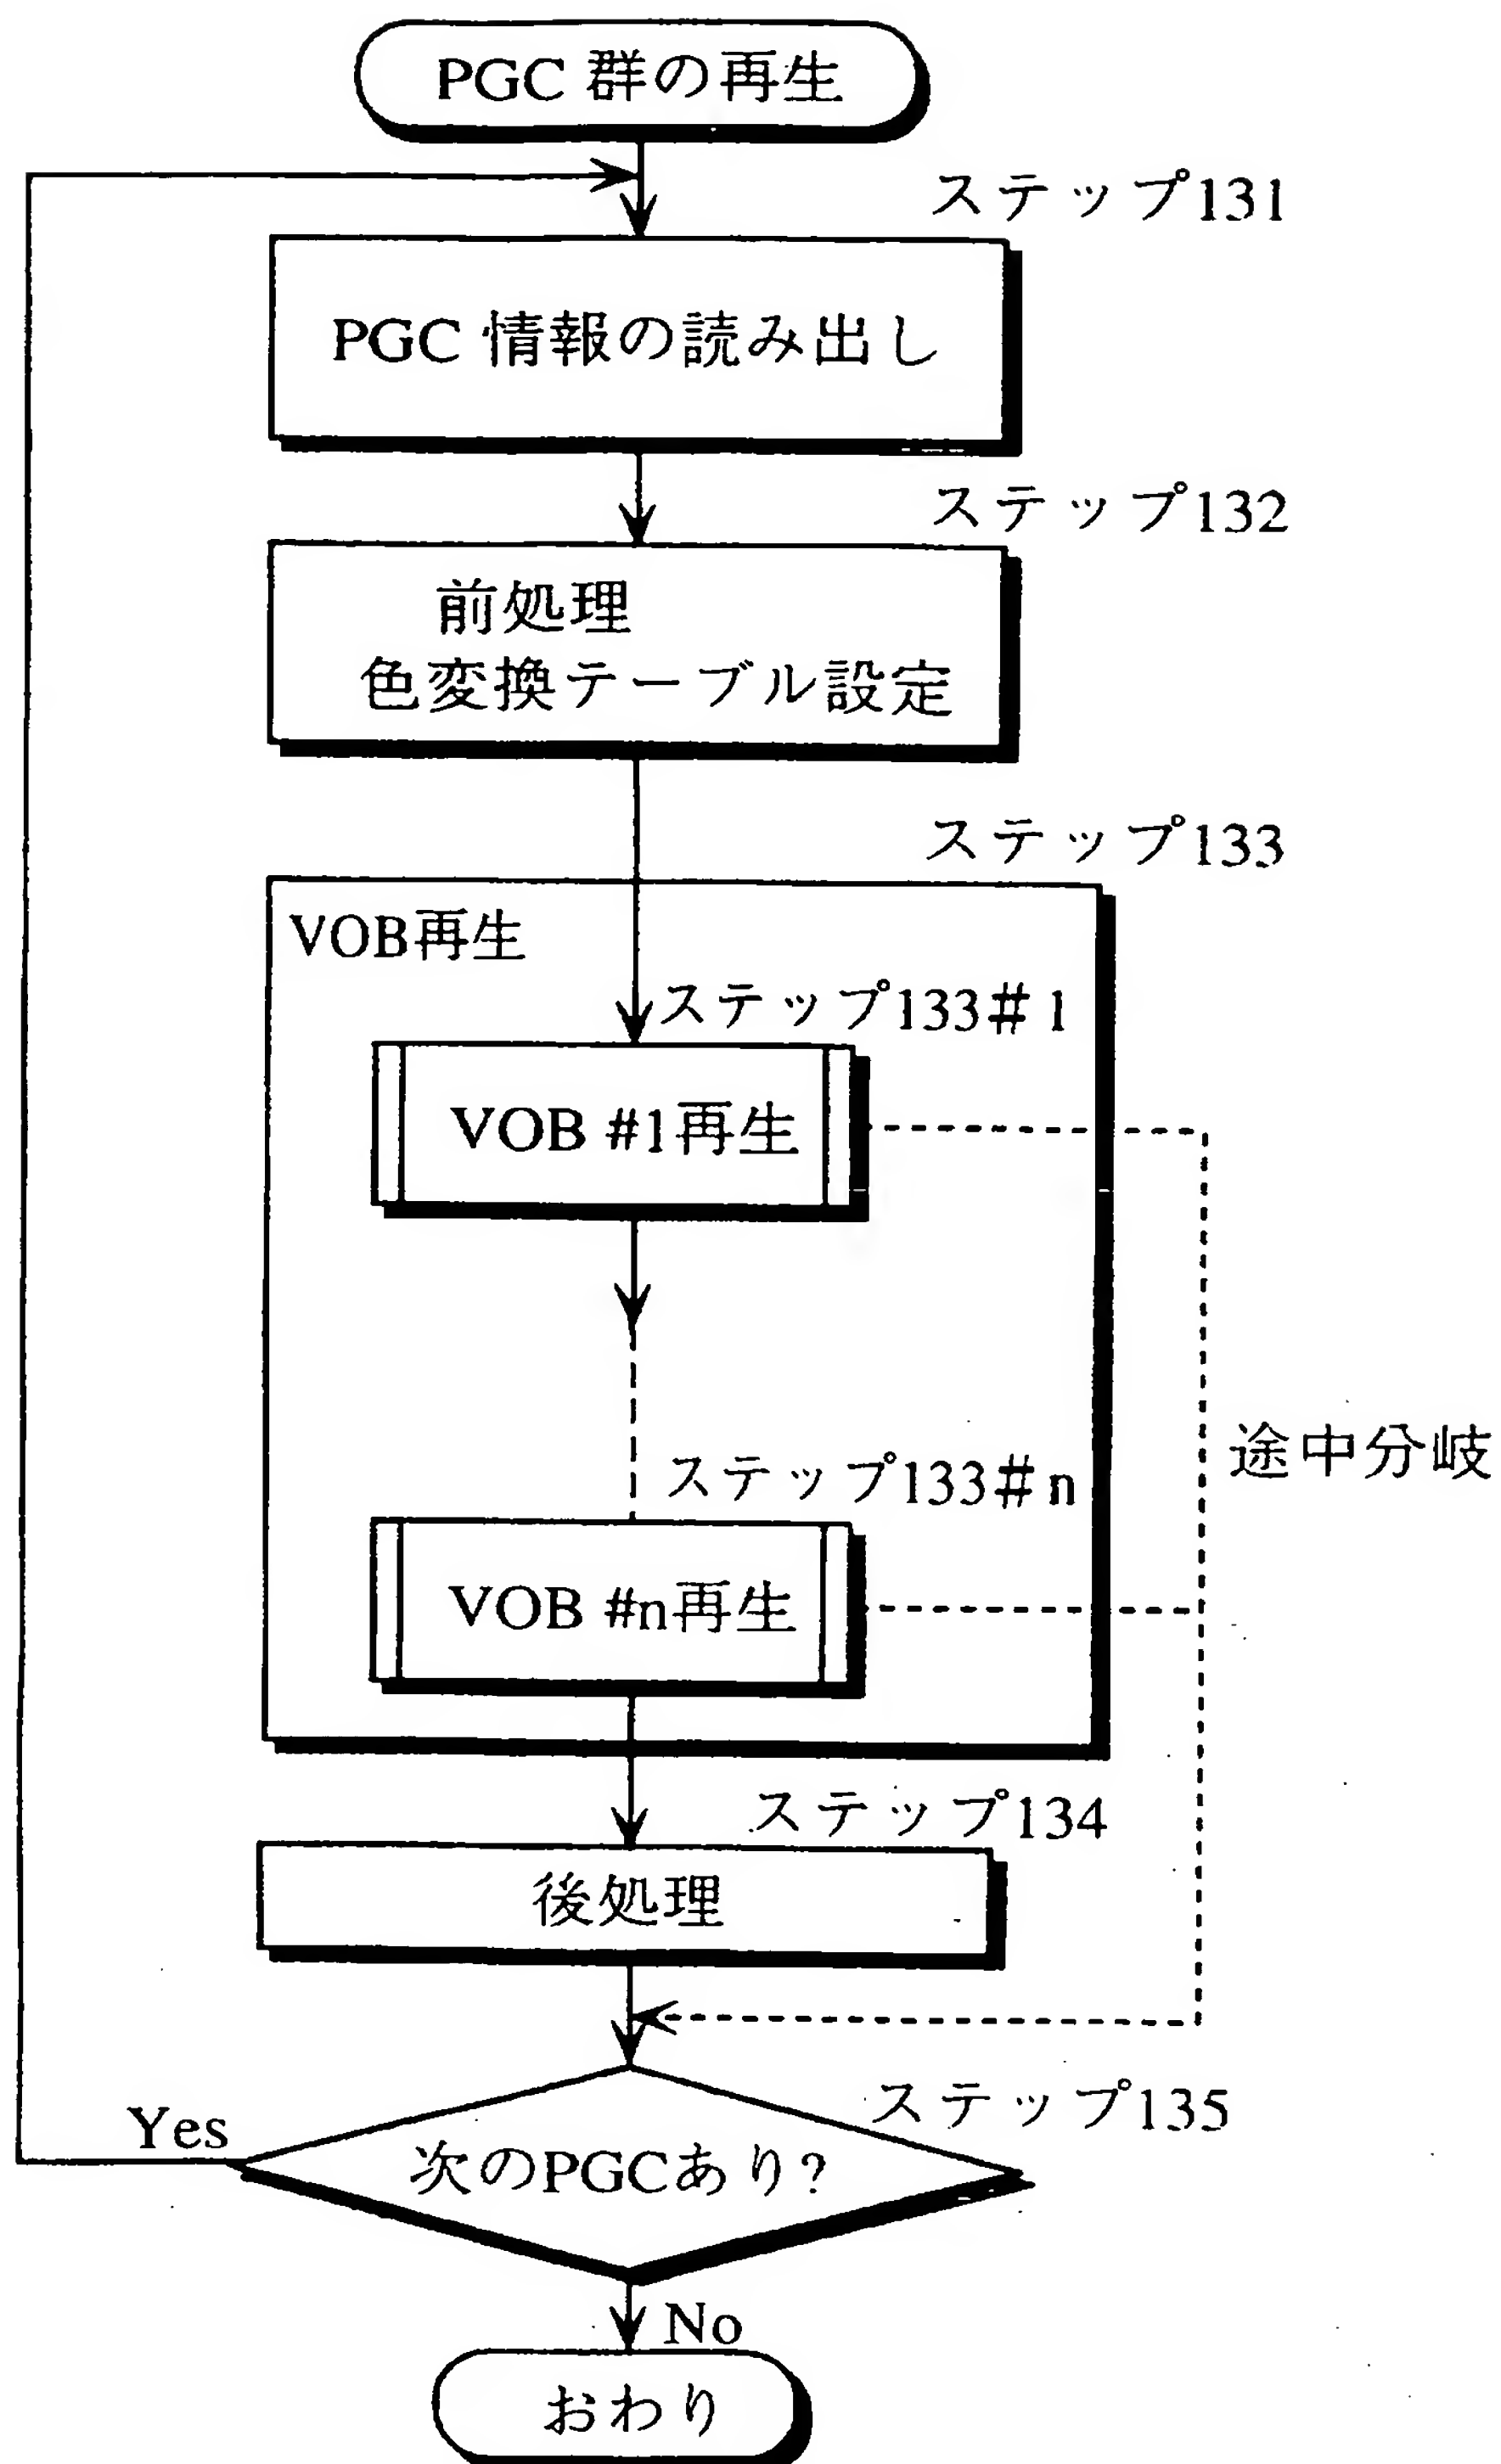 PGC 群の再生
ステップ131
PGC 情報の読み出し
ステップ132
前処理
色変換テーブル設定
ステップ133
VOB再生
ステップ133#1
VOB #1再生
途中分岐
ステップ133#n
VOB #n再生
ステップ134
後処理
ステップ135
Yes
次のPGCあり?
No
おわり